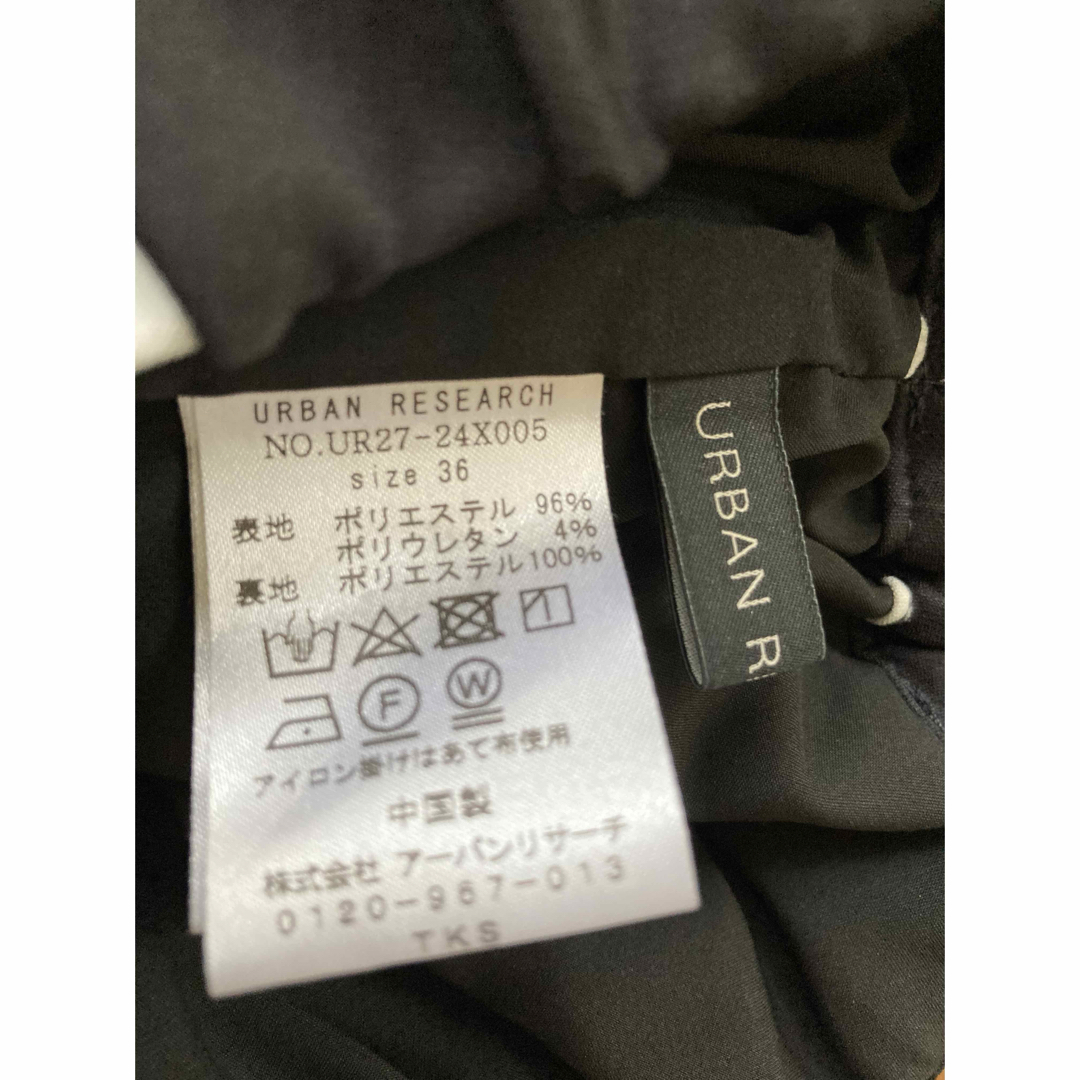 URBAN RESEARCH
NO.UR27-24X005
size 36
表地 ポリエステル 96%
ポリウレタン 4%
裏地 ポリエステル100%
F W
アイロン掛けはあて布使用
中国製
株式会社 アーバンリサーチ
0120-967-013
TKS
URBAN R